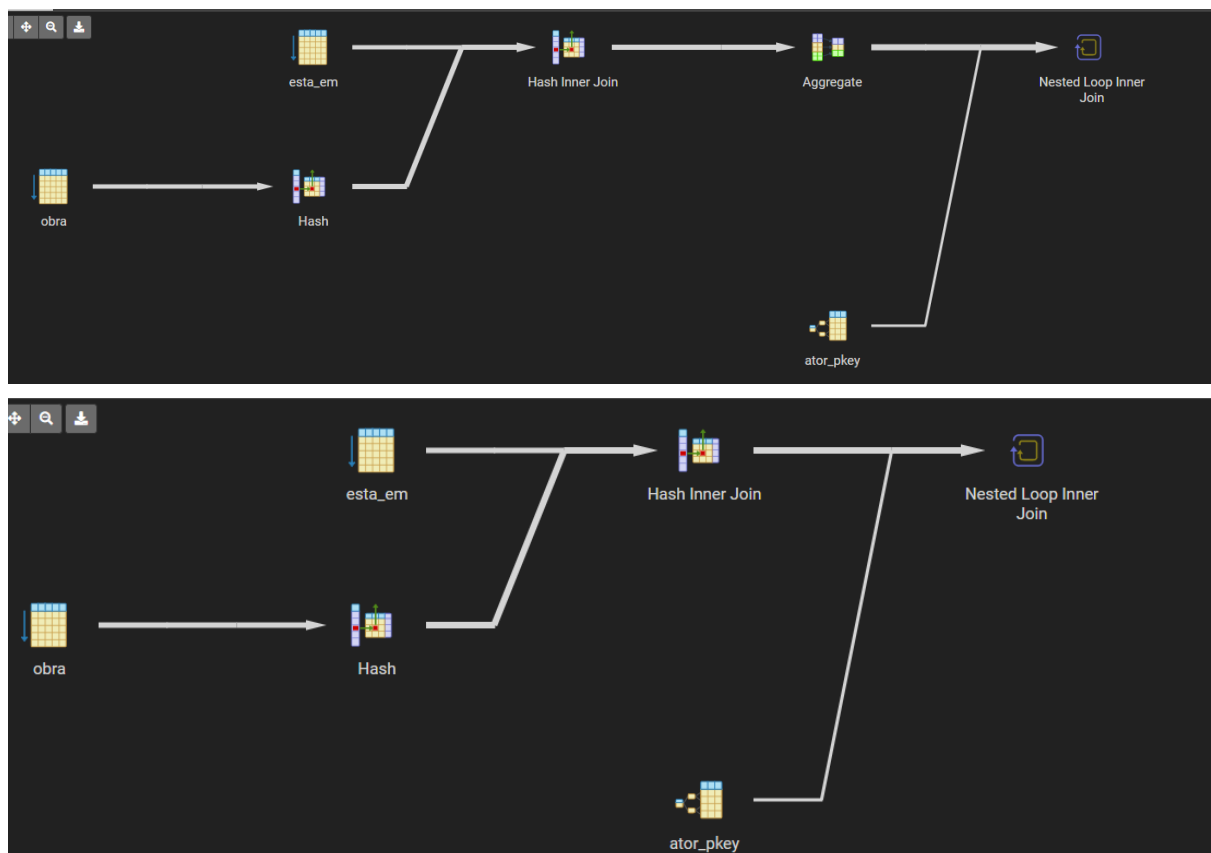 esta_em
Hash Inner Join
Aggregate
Nested Loop Inner
Join
obra
Hash
ator_pkey
esta_em
Hash Inner Join
Nested Loop Inner
Join
obra
Hash
ator_pkey